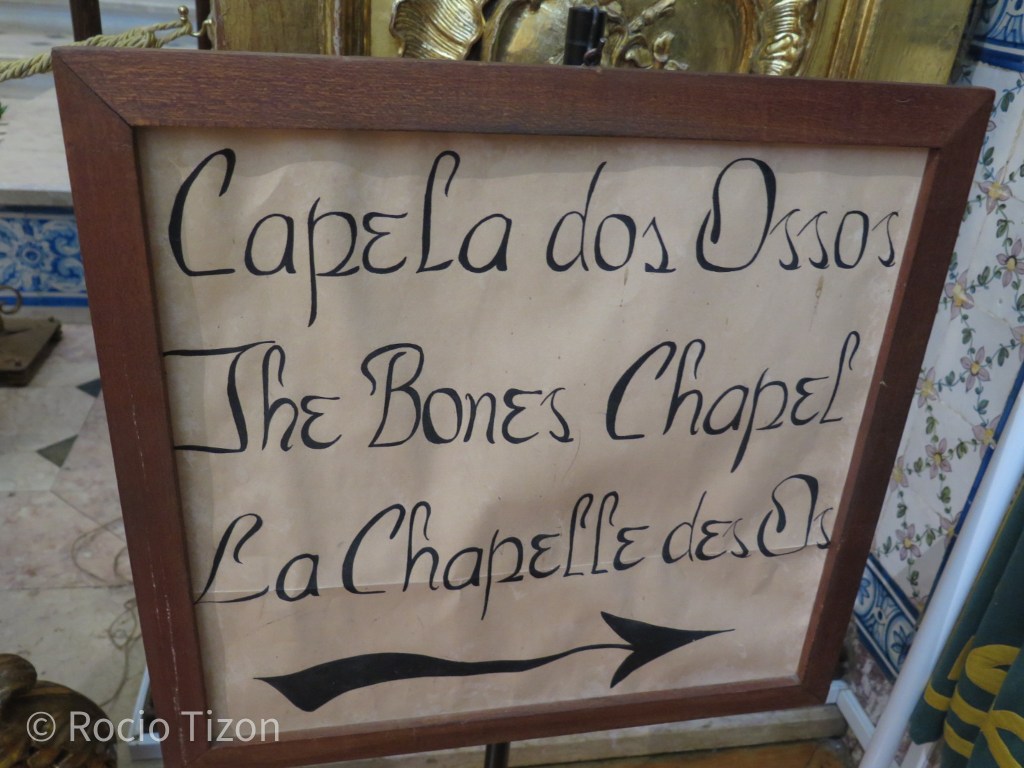 Capela dos Ossos
The Bones Chapel
La Chapelle des Os
© Rocio Tizon